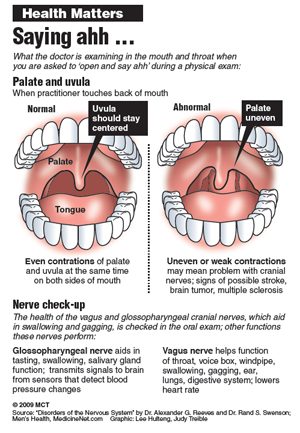 Health Matters
Saying ahh ...
What the doctor is examining in the mouth and throat when
you are asked to ‘open and say ahh’ during a physical exam:
Palate and uvula
When practitioner touches back of mouth
Normal
Uvula
should stay
centered
Palate
Tongue
Even contrations of palate
and uvula at the same time
on both sides of mouth
Abnormal
Palate
uneven
Uneven or weak contractions
may mean problem with cranial
nerves; signs of possible stroke,
brain tumor, multiple sclerosis
Nerve check-up
The health of the vagus and glossopharyngeal cranial nerves, which aid
in swallowing and gagging, is checked in the oral exam; other functions
these nerves perform:
Glossopharyngeal nerve aids in
tasting, swallowing, salivary gland
function; transmits signals to brain
from sensors that detect blood
pressure changes
Vagus nerve helps function
of throat, voice box, windpipe,
swallowing, gagging, ear,
lungs, digestive system; lowers
heart rate
© 2009 MCT
Source: “Disorders of the Nervous System” by Dr. Alexander G. Reeves and Dr. Rand S. Swenson;
Men's Health, MedicineNet.com Graphic: Lee Hulteng, Judy Treible